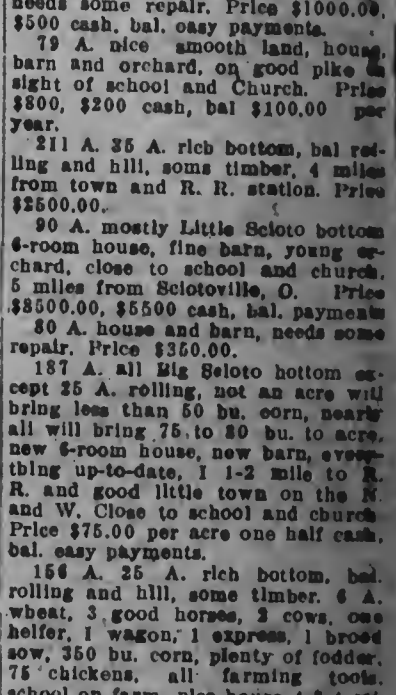 needs some repair. Price $1000.00,
$500 cash, bal. easy payments.
79 A. nice smooth land, house,
barn and orchard, on good pike in
sight of school and Church. Price
$800, $200 cash, bal $100.00 per
year.
211 A. 35 A. rich bottom, bal rol-
ling and hill, soms timber, 4 miles
from town and R. R. station. Price
$2500.00.
90 A. mostly Little Scioto bottom
6-room house, fine barn, young or-
chard, close to school and church,
5 miles from Sciotoville, O. Price
$8500.00, $5500 cash, bal. payments
80 A. house and barn, needs some
repair. Price $350.00.
187 A. all Big Scioto bottom ex-
cept 25 A. rolling, not an acre will
bring less than 50 bu. corn, nearly
all will bring 75 to 80 bu. to acre,
new 6-room house, new barn, every-
thing up-to-date, 1 1-2 mile to R.
R. and good little town on the N.
and W. Close to school and church
Price $75.00 per acre one half cash,
bal. easy payments.
156 A. 25 A. rich bottom, bal.
rolling and hill, some timber. 6 A.
wheat, 3 good horses, 2 cows, one
heifer, 1 wagon, 1 express, 1 brood
sow, 350 bu. corn, plenty of fodder,
75 chickens, all farming tools,
school on farm, nice house